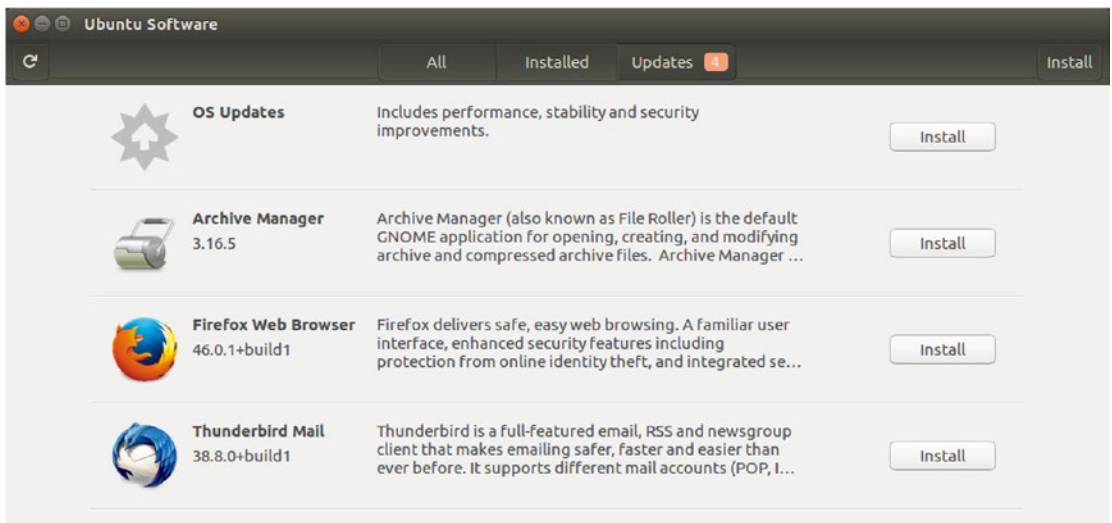 Ubuntu Software
All
Installed
Updates 4
Install
OS Updates
Includes performance, stability and security
improvements.
Install
Archive Manager
3.16.5
Archive Manager (also known as File Roller) is the default
GNOME application for opening, creating, and modifying
archive and compressed archive files. Archive Manager ...
Install
Firefox Web Browser
46.0.1+build1
Firefox delivers safe, easy web browsing. A familiar user
interface, enhanced security features including
protection from online identity theft, and integrated se...
Install
Thunderbird Mail
38.8.0+build1
Thunderbird is a full-featured email, RSS and newsgroup
client that makes emailing safer, faster and easier than
ever before. It supports different mail accounts (POP, I...
Install